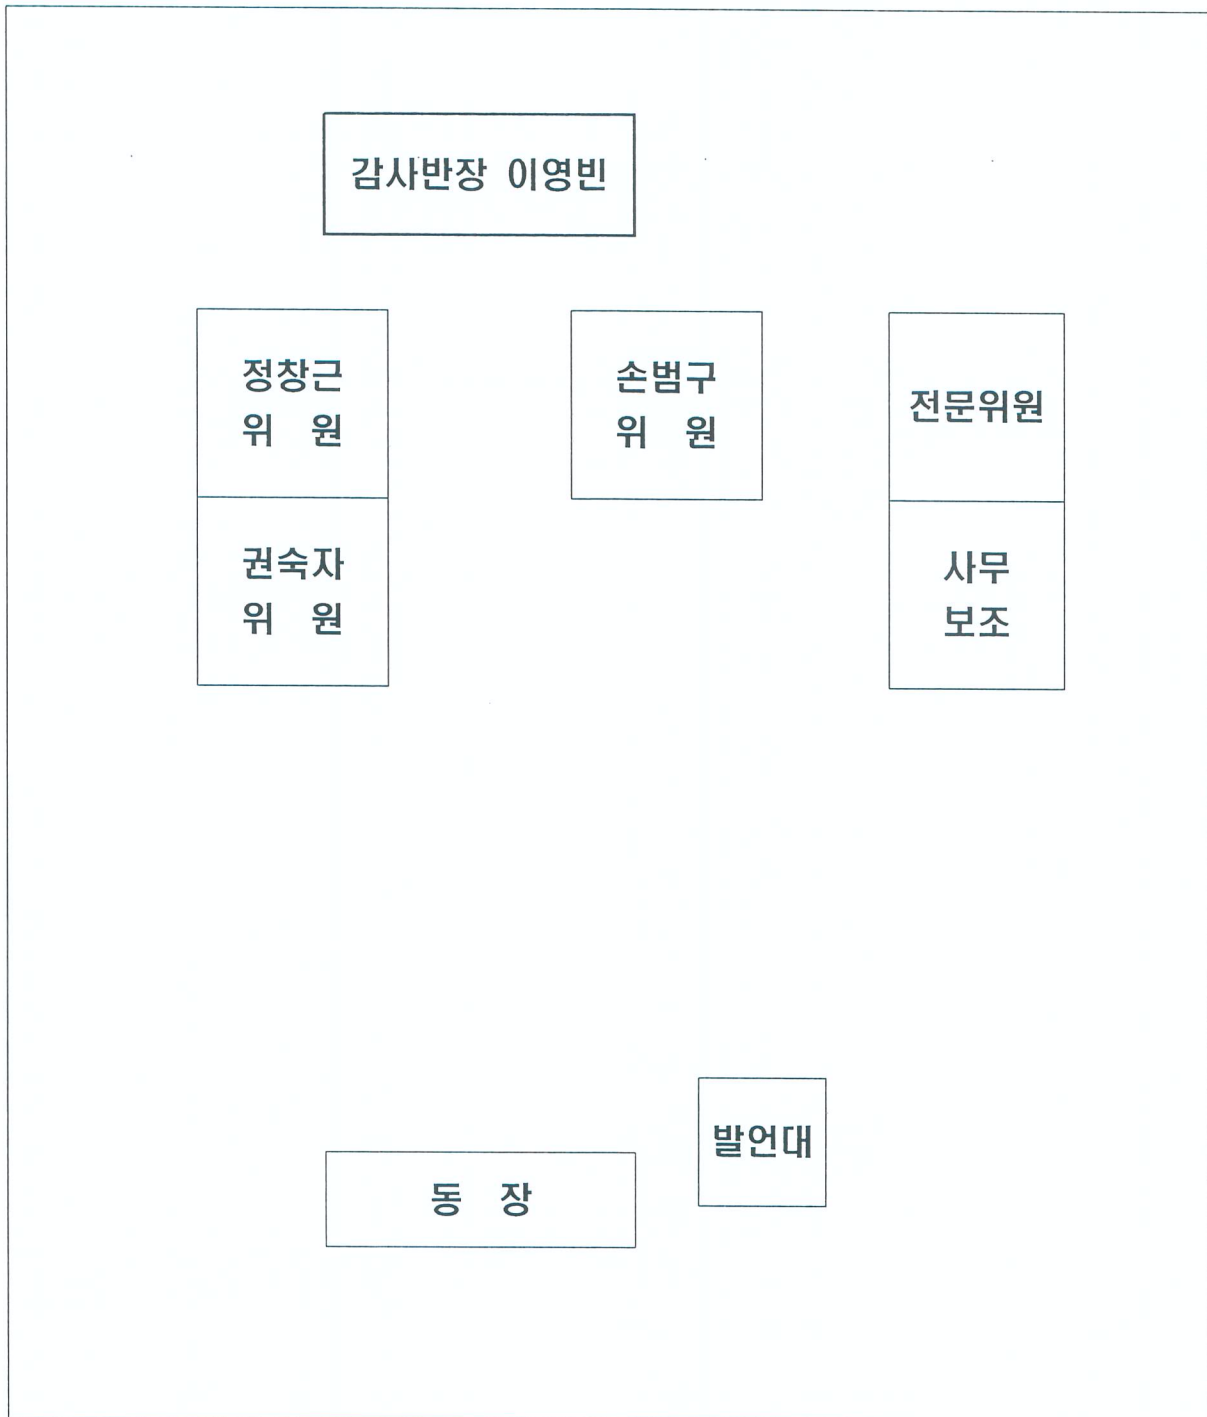 감사반장 이영빈
정창근
위 원
손범구
위 원
전문위원
권숙자
위 원
사무
보조
발언대
동 장